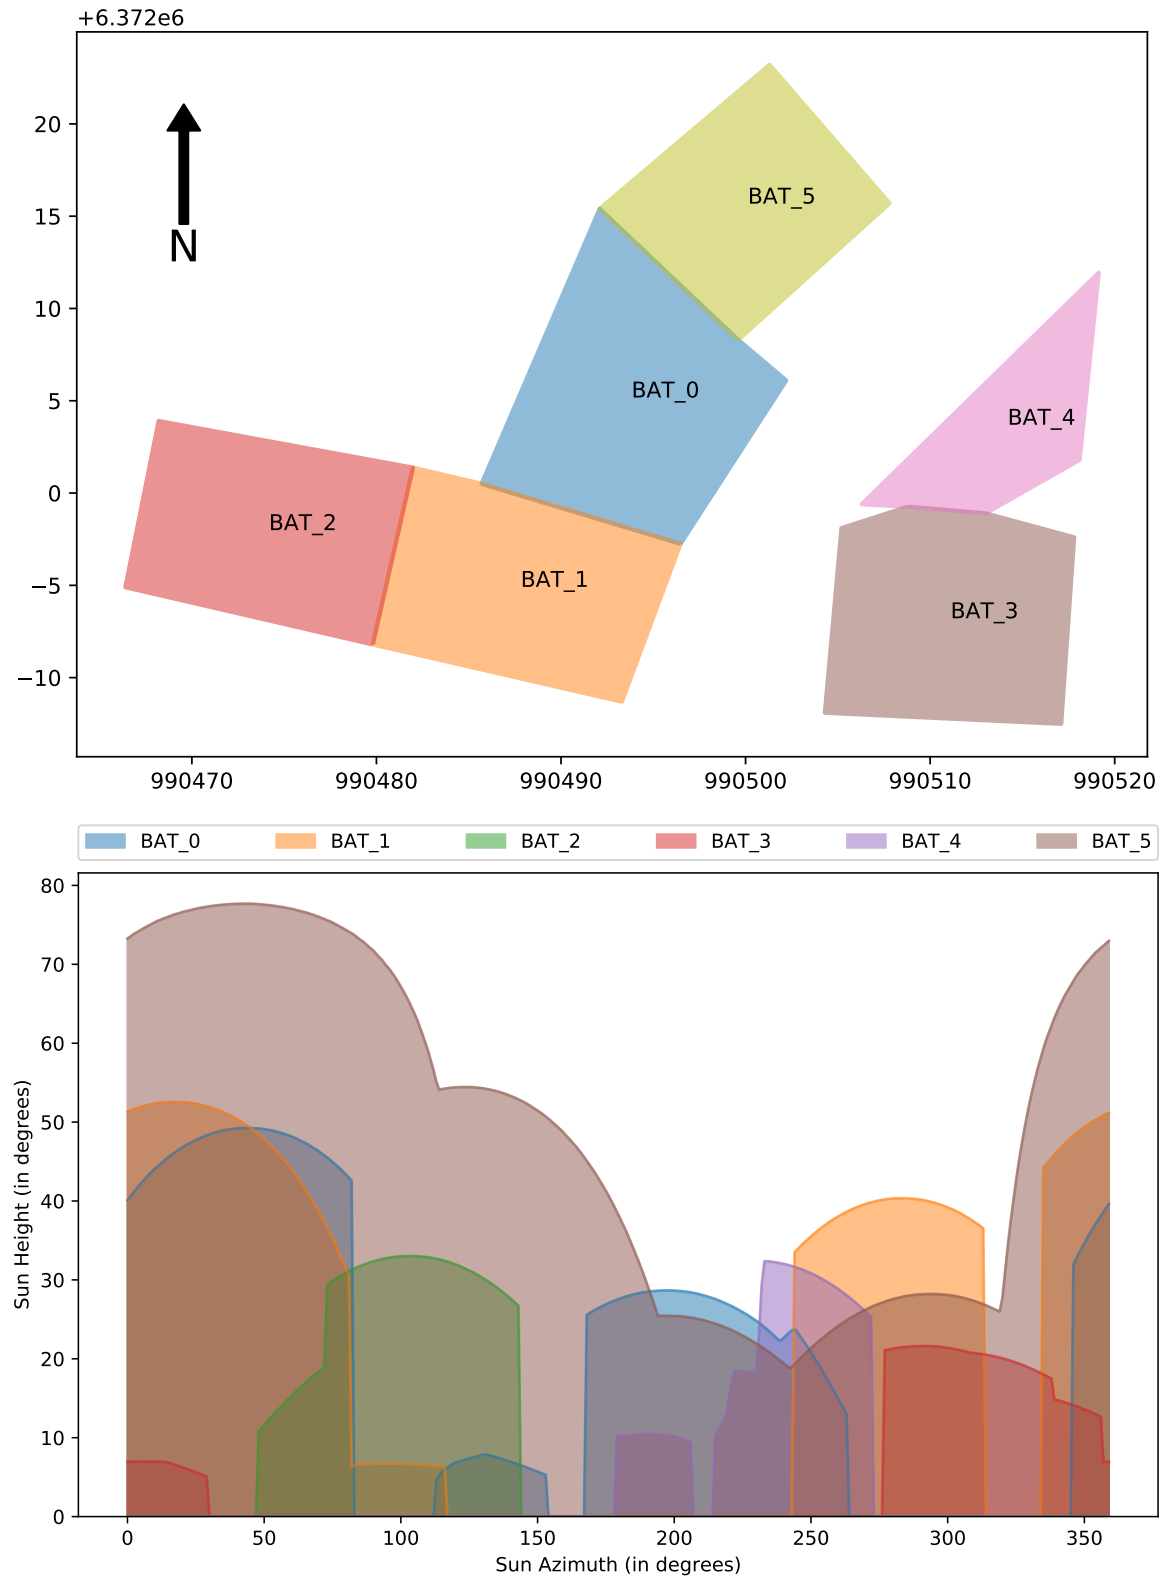 +6.372e6
20
15
10
5
0
−5
−10
N
BAT_5
BAT_0
BAT_4
BAT_2
BAT_1
BAT_3
990470 990480 990490 990500 990510 990520
BAT_0 BAT_1 BAT_2 BAT_3 BAT_4 BAT_5
Sun Height (in degrees)
80
70
60
50
40
30
20
10
0
0 50 100 150 200 250 300 350
Sun Azimuth (in degrees)